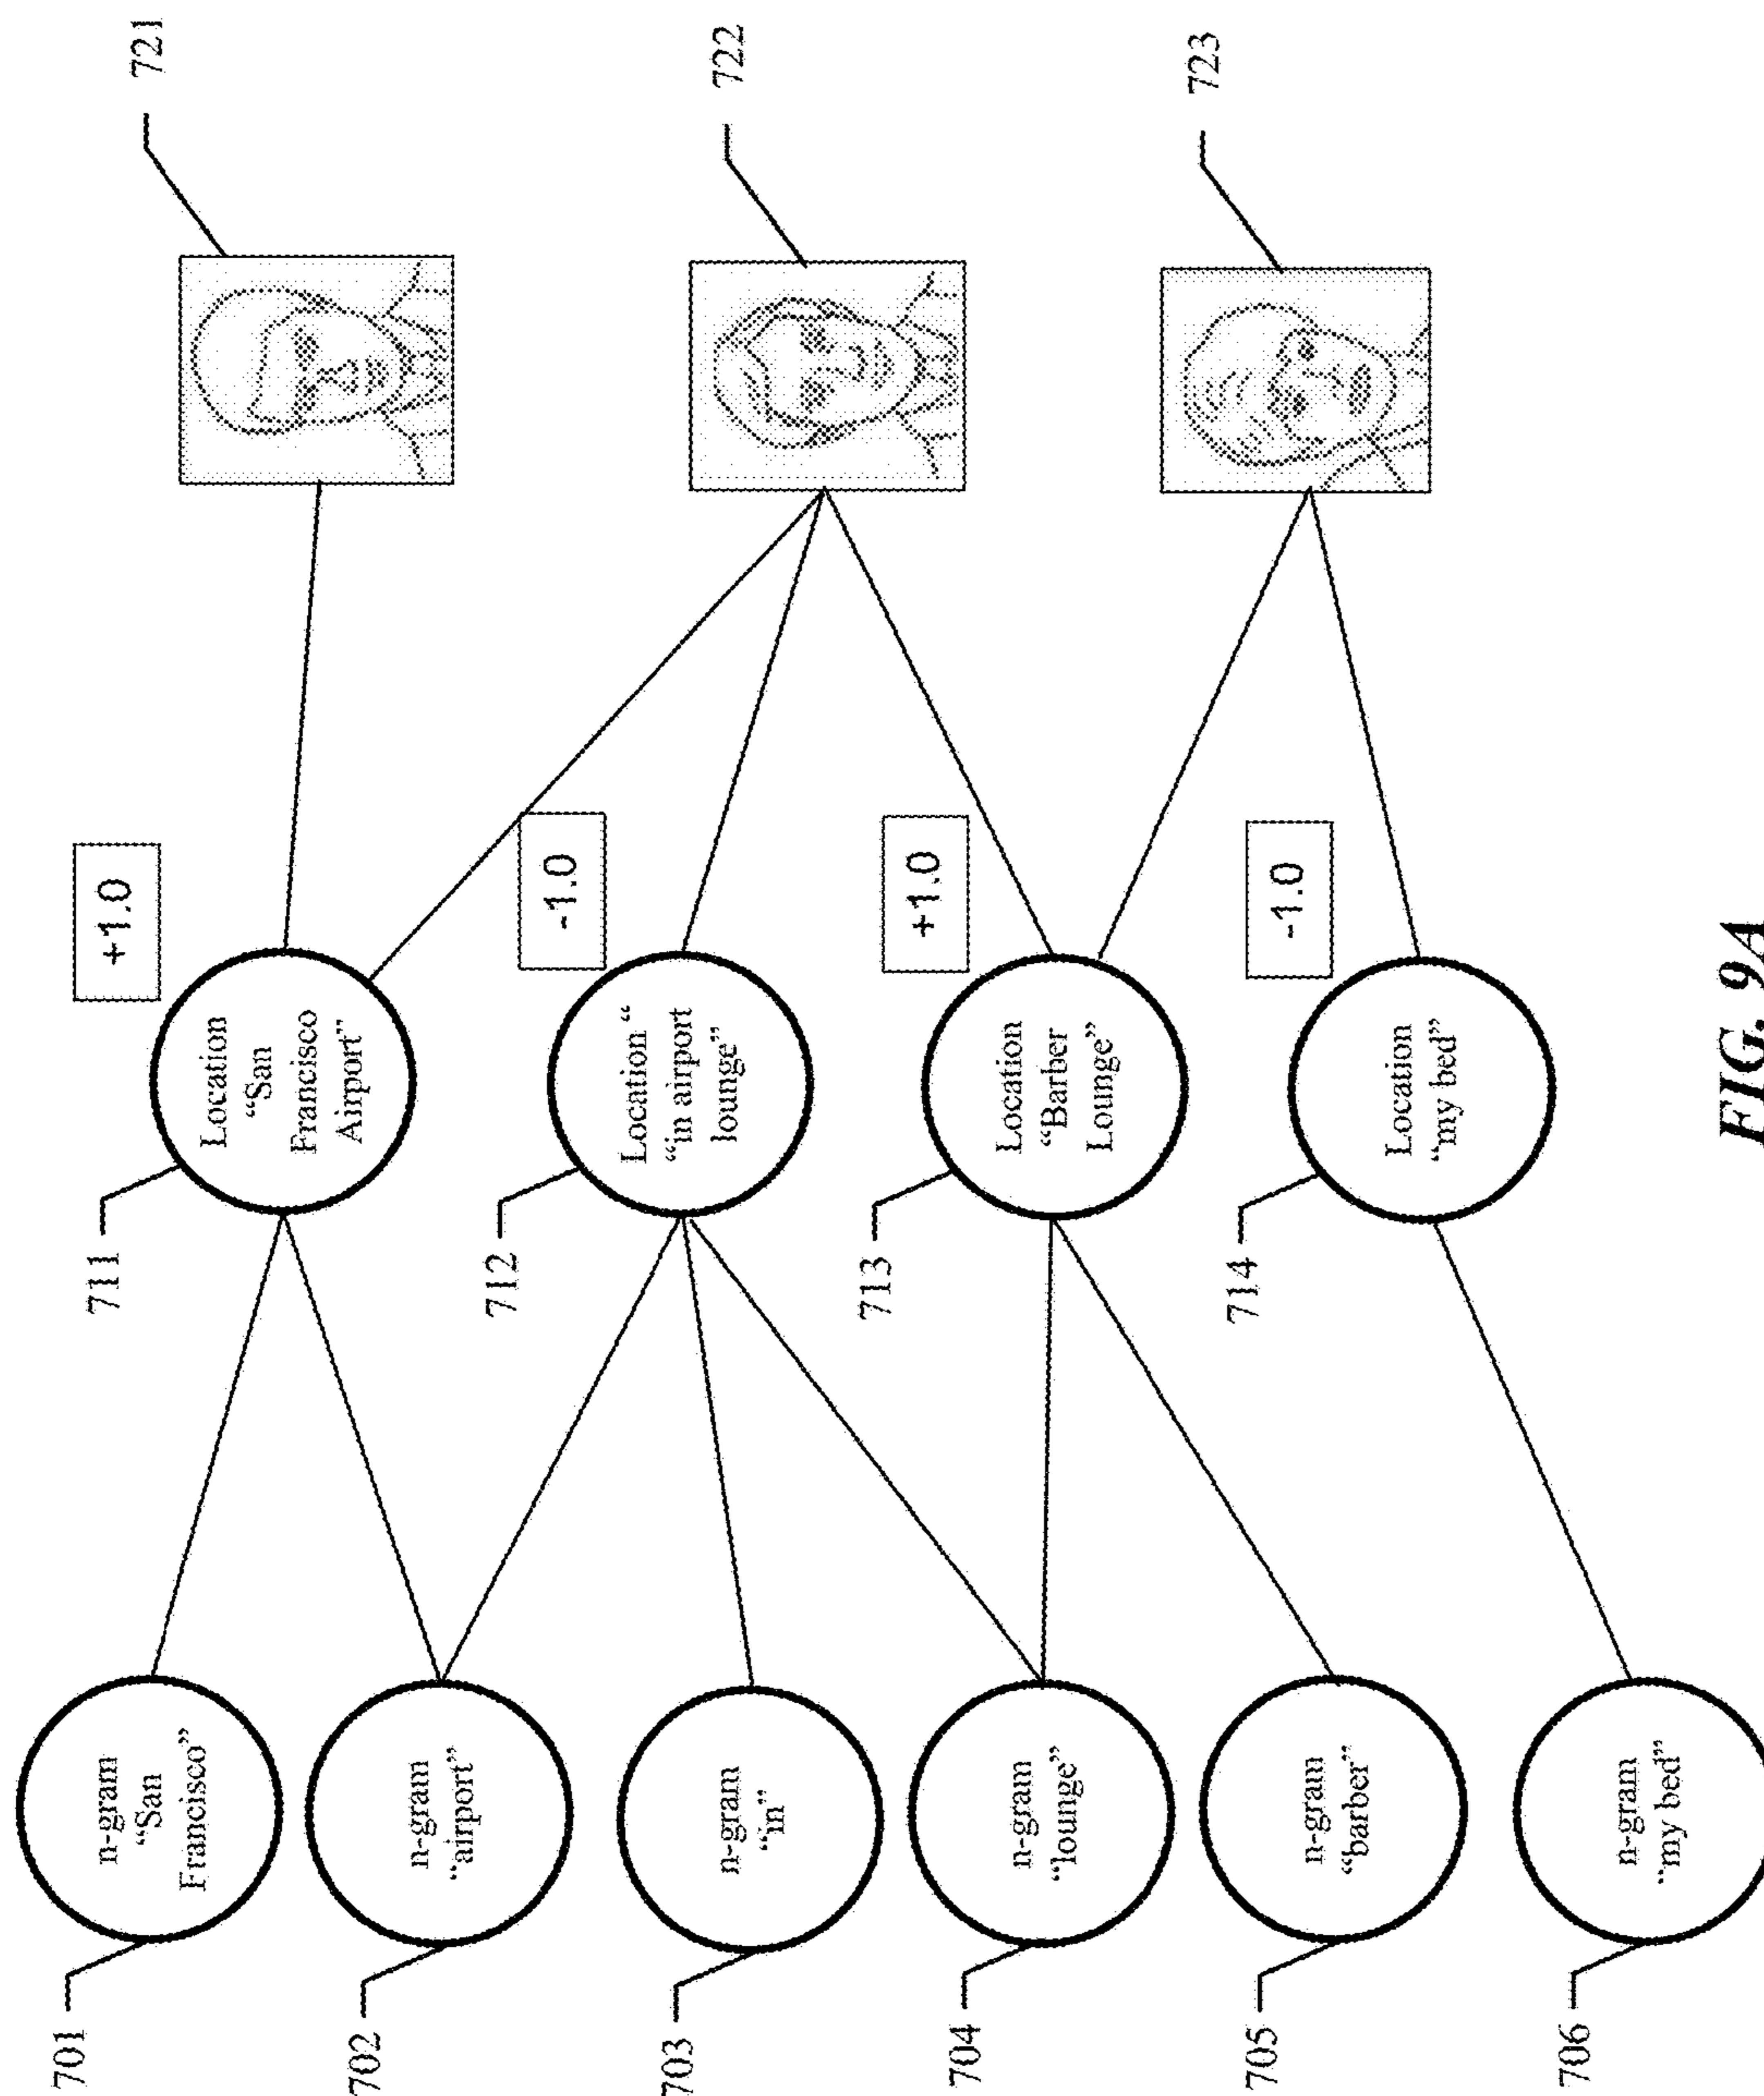 701
n-gram
“San
Francisco”
702
n-gram
“airport”
703
n-gram
“in”
704
n-gram
“lounge”
705
n-gram
“barber”
706
n-gram
“my bed”
711
Location
“San
Francisco
Airport”
+1.0
712
Location “
“in airport
lounge”
-1.0
713
Location
“Barber
Lounge”
+1.0
714
Location
“my bed”
-1.0
721
722
723
FIG. 9A